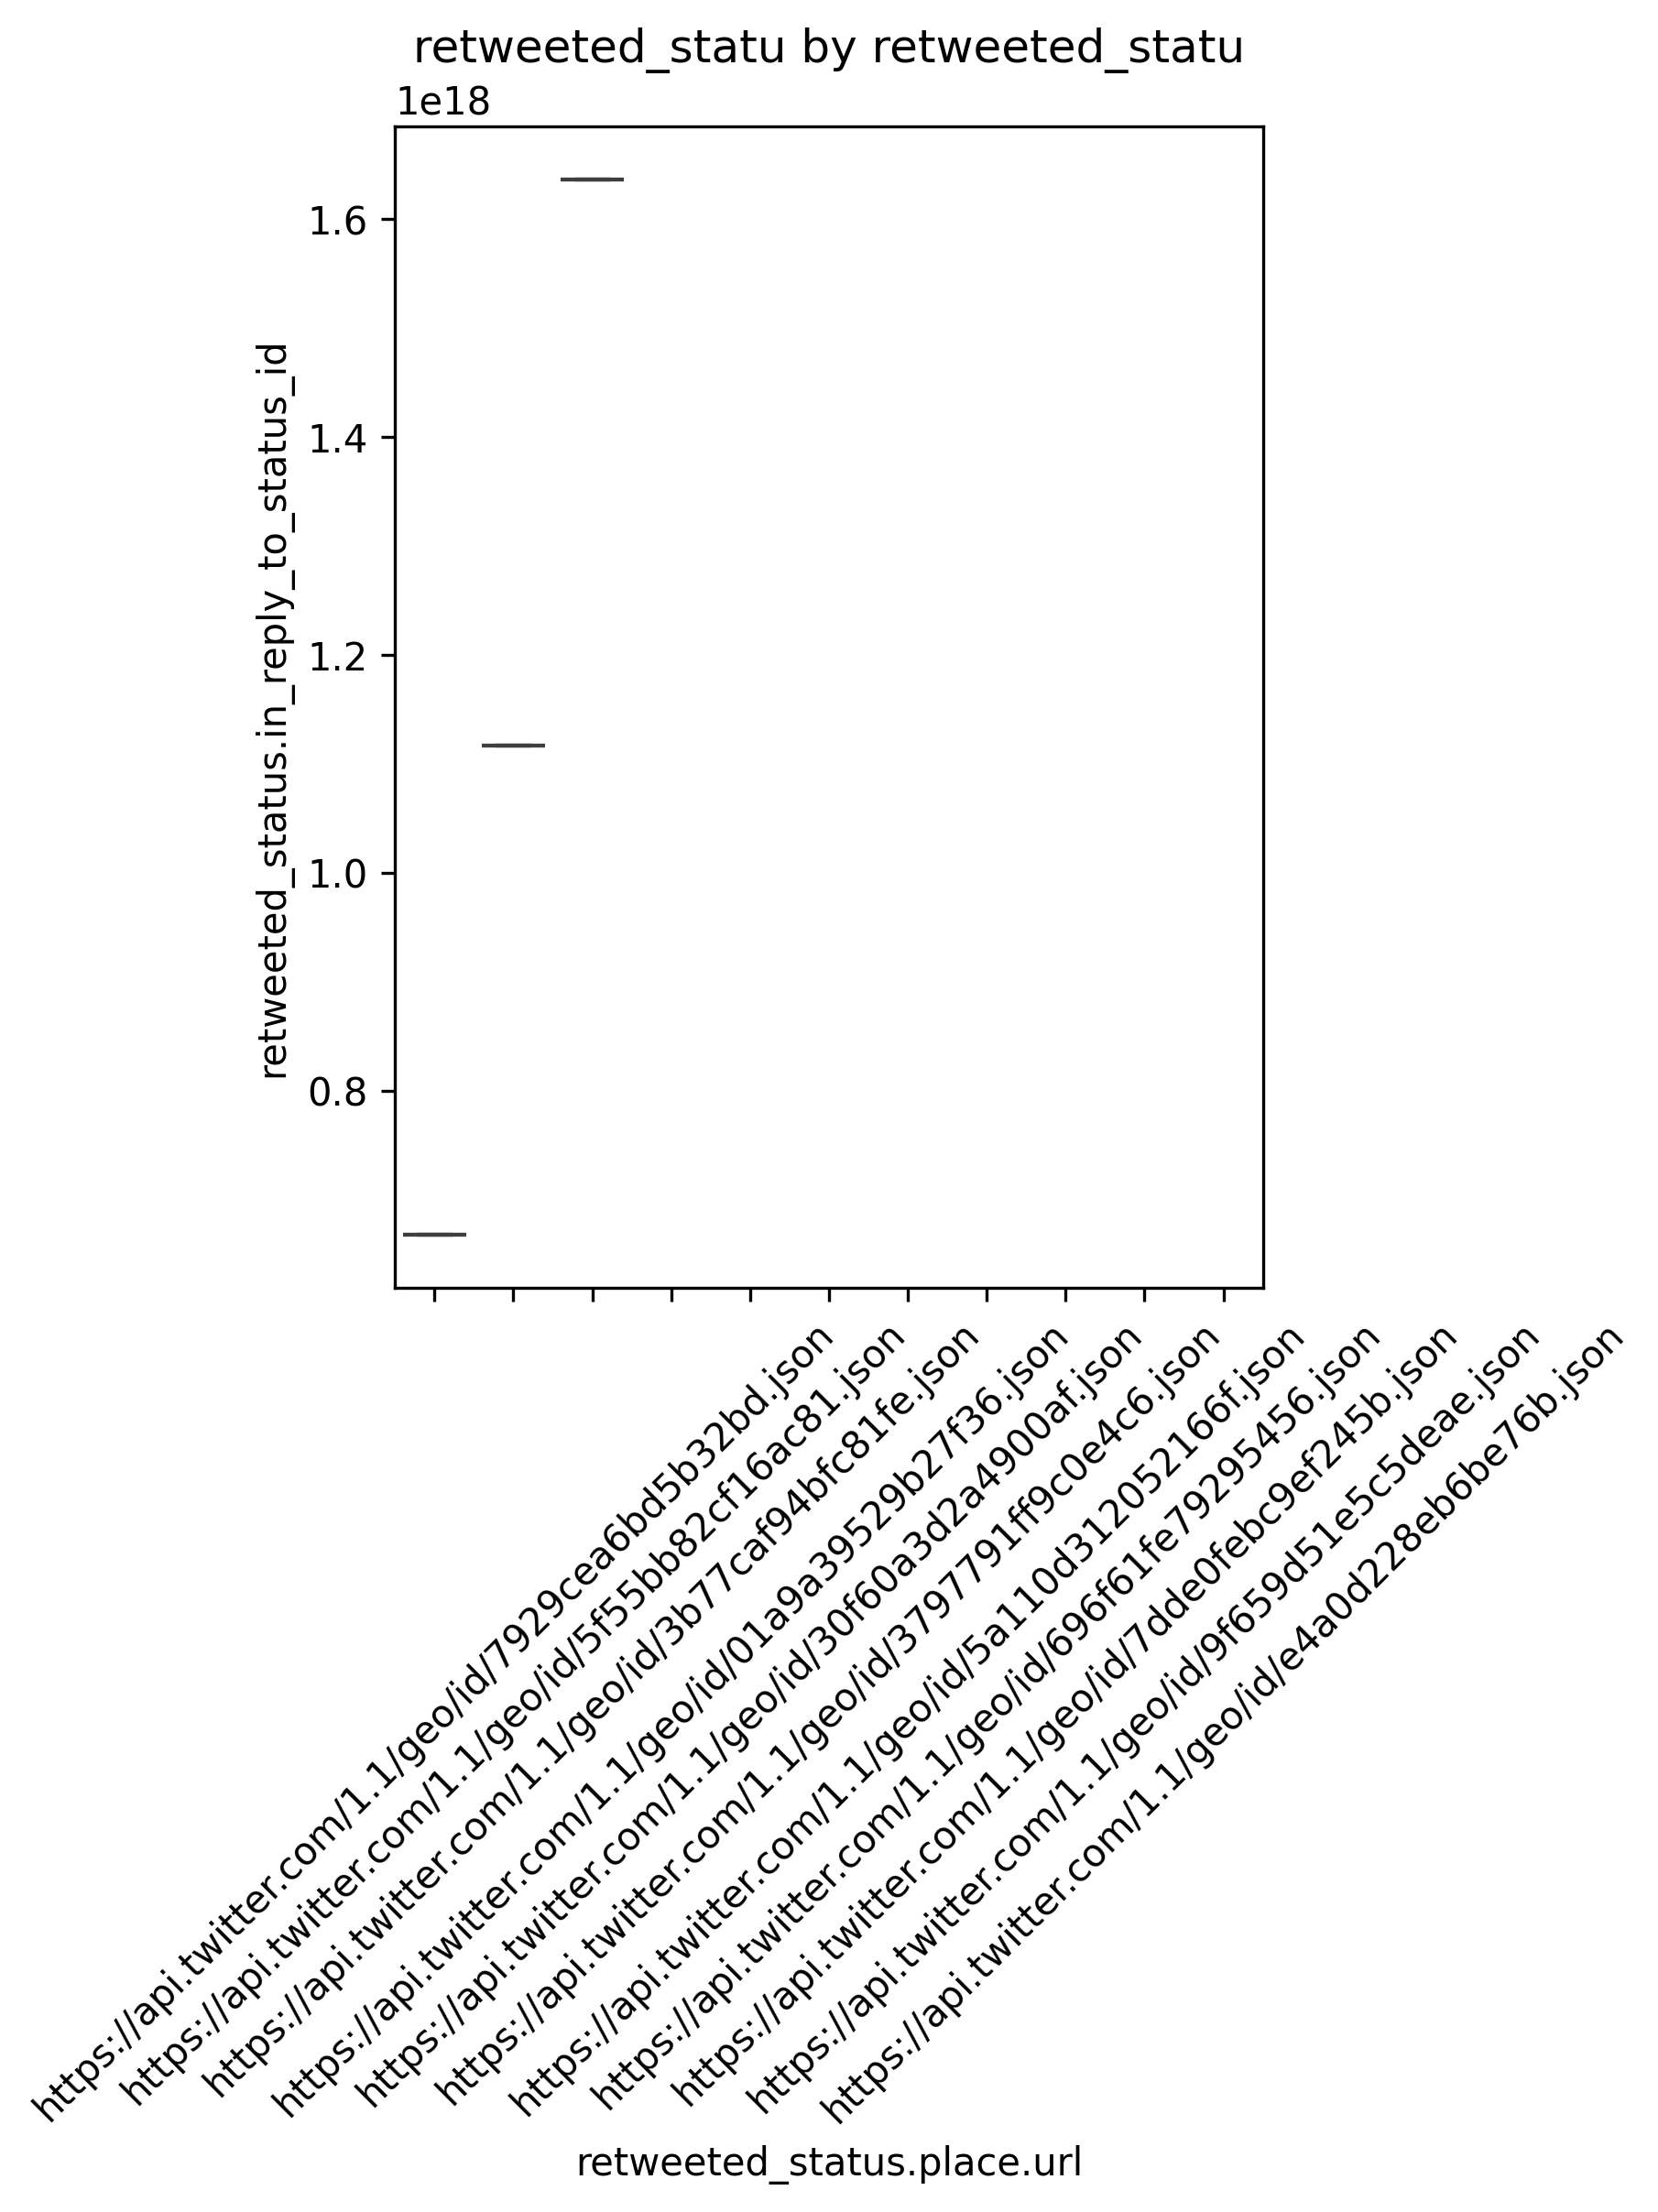 retweeted_statu by retweeted_statu
1e18
1.6
1.4
1.2
1.0
0.8
retweeted_status.in_reply_to_status_id
https://api.twitter.com/1.1/geo/id/7929cea6bd5b32bd.json
https://api.twitter.com/1.1/geo/id/5f55bb82cf16ac81.json
https://api.twitter.com/1.1/geo/id/3b77caf94bfc81fe.json
https://api.twitter.com/1.1/geo/id/01a9a39529b27f36.json
https://api.twitter.com/1.1/geo/id/30f60a3d2a4900af.json
https://api.twitter.com/1.1/geo/id/3797791ff9c0e4c6.json
https://api.twitter.com/1.1/geo/id/5a110d312052166f.json
https://api.twitter.com/1.1/geo/id/696f61fe79295456.json
https://api.twitter.com/1.1/geo/id/7dde0febc9ef245b.json
https://api.twitter.com/1.1/geo/id/9f659d51e5c5deae.json
https://api.twitter.com/1.1/geo/id/e4a0d228eb6be76b.json
retweeted_status.place.url